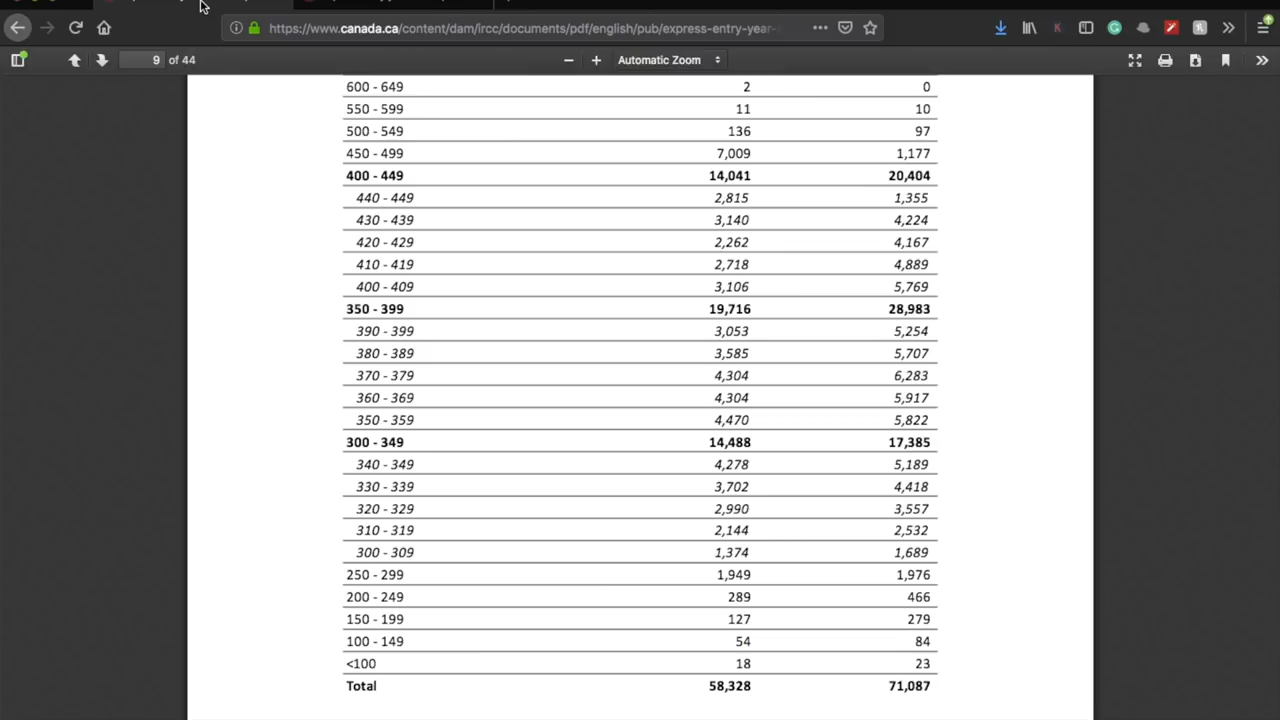 https://www.canada.ca/content/dam/ircc/documents/pdf/english/pub/express-entry-year-
9 of 44
Automatic Zoom
600 - 649 2 0
550 - 599 11 10
500 - 549 136 97
450 - 499 7,009 1,177
400 - 449 14,041 20,404
440 - 449 2,815 1,355
430 - 439 3,140 4,224
420 - 429 2,262 4,167
410 - 419 2,718 4,889
400 - 409 3,106 5,769
350 - 399 19,716 28,983
390 - 399 3,053 5,254
380 - 389 3,585 5,707
370 - 379 4,304 6,283
360 - 369 4,304 5,917
350 - 359 4,470 5,822
300 - 349 14,488 17,385
340 - 349 4,278 5,189
330 - 339 3,702 4,418
320 - 329 2,990 3,557
310 - 319 2,144 2,532
300 - 309 1,374 1,689
250 - 299 1,949 1,976
200 - 249 289 466
150 - 199 127 279
100 - 149 54 84
<100 18 23
Total 58,328 71,087